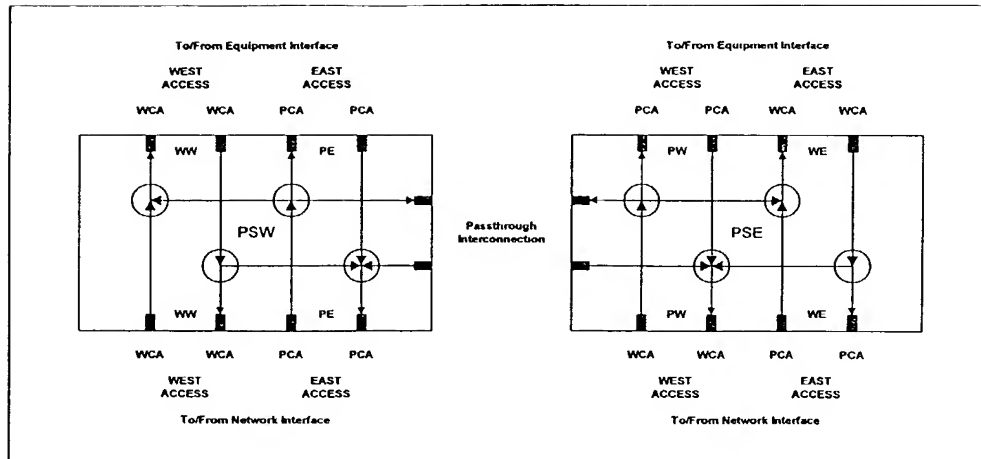 To/From Equipment Interface To/From Equipment Interface
WEST ACCESS EAST ACCESS WEST ACCESS EAST ACCESS
WCA WCA PCA PCA PCA PCA WCA WCA
WW PE PW WE
PSW Passthrough Interconnection PSE
WW PE PW WE
WCA WCA PCA PCA WCA WCA PCA PCA
WEST ACCESS EAST ACCESS WEST ACCESS EAST ACCESS
To/From Network Interface To/From Network Interface